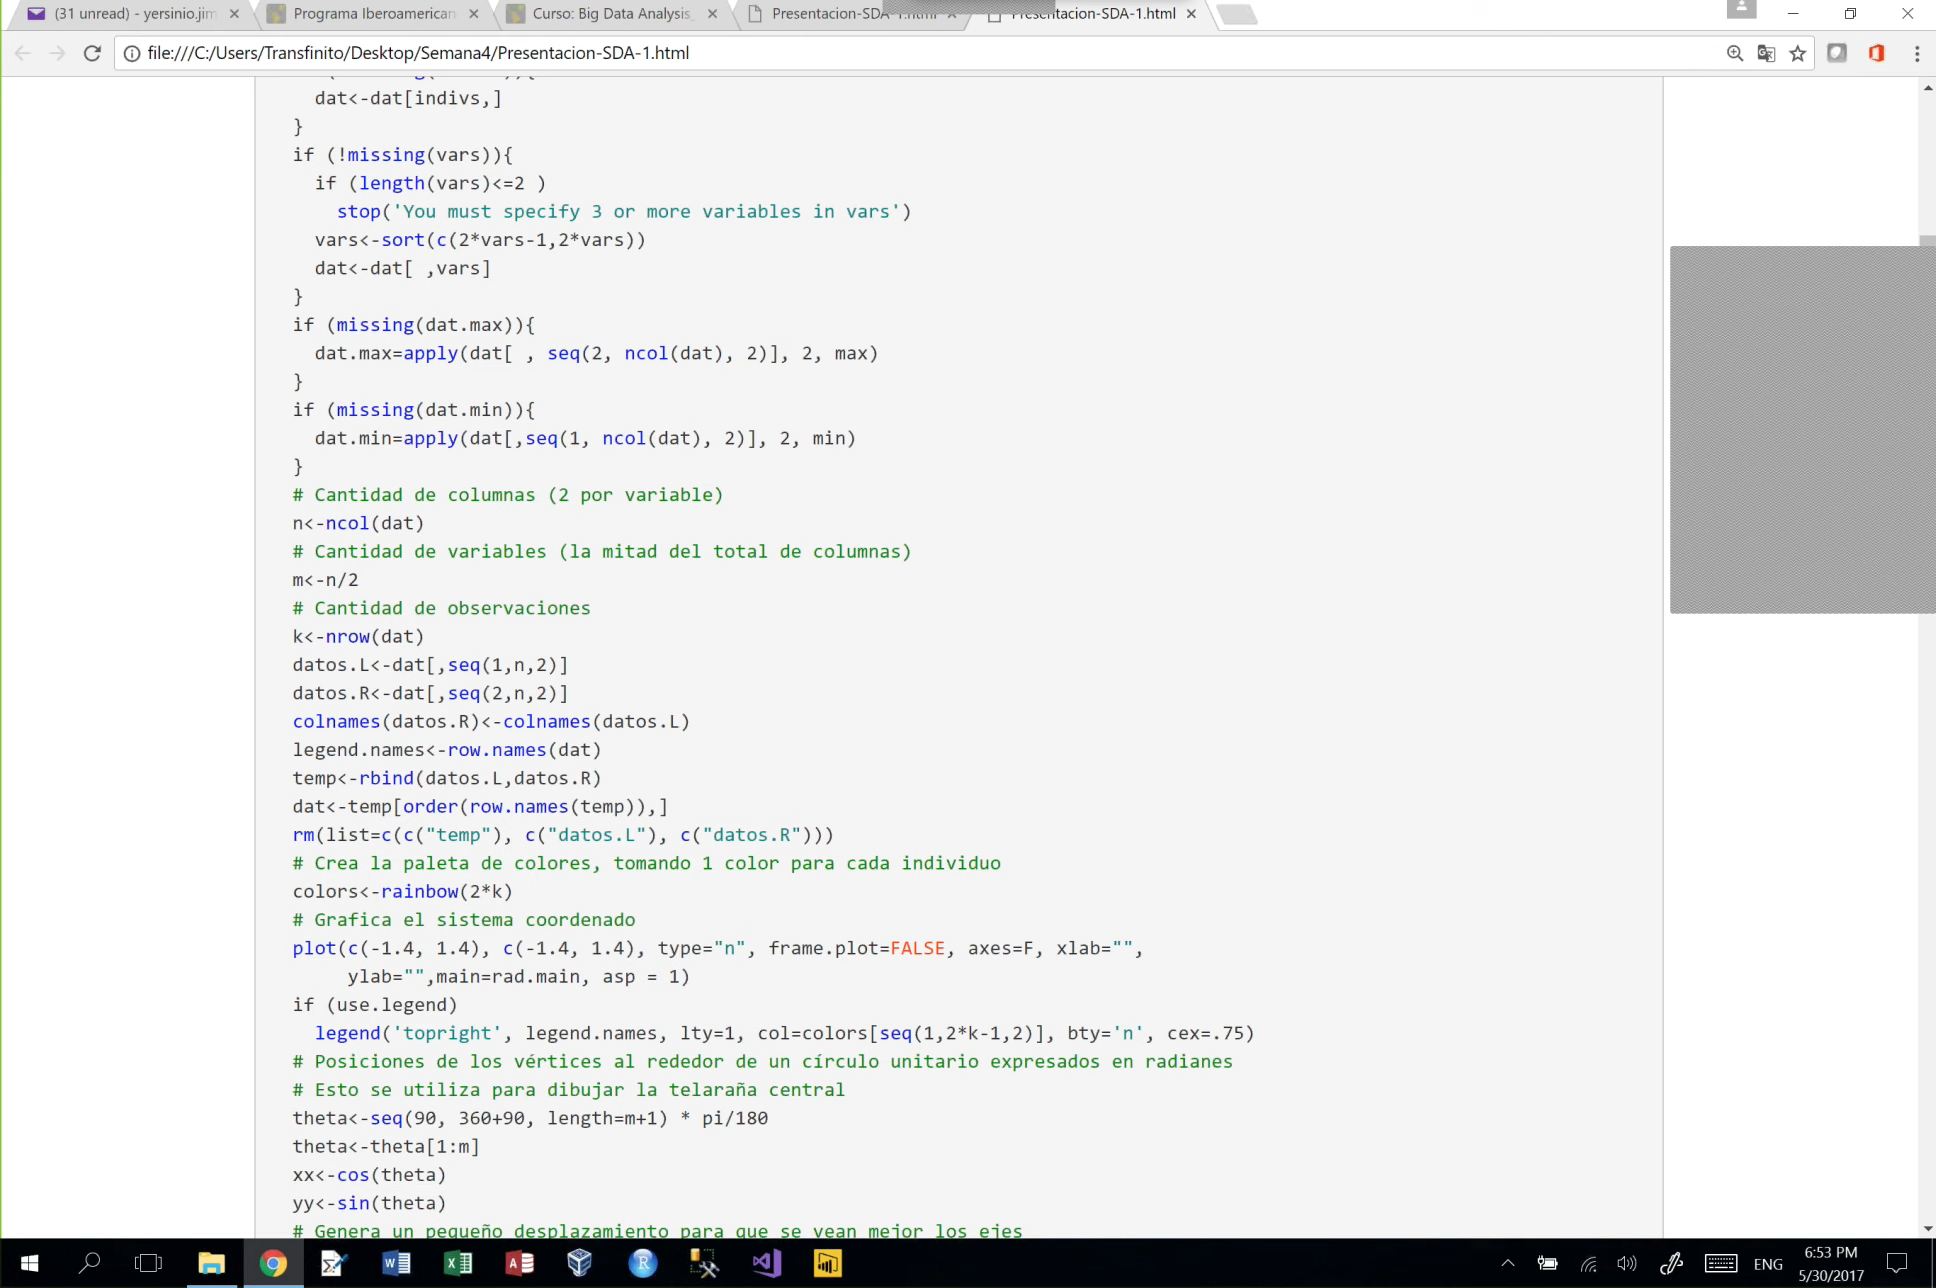 (31 unread) - yersinio.jim
Programa Iberoamerican
Curso: Big Data Analysis,
Presentacion-SDA-1.html
Presentacion-SDA-1.html
file:///C:/Users/Transfinito/Desktop/Semana4/Presentacion-SDA-1.html
dat<-dat[indivs,]
}
if (!missing(vars)){
if (length(vars)<=2 )
stop('You must specify 3 or more variables in vars')
vars<-sort(c(2*vars-1,2*vars))
dat<-dat[ ,vars]
}
if (missing(dat.max)){
dat.max=apply(dat[ , seq(2, ncol(dat), 2)], 2, max)
}
if (missing(dat.min)){
dat.min=apply(dat[,seq(1, ncol(dat), 2)], 2, min)
}
# Cantidad de columnas (2 por variable)
n<-ncol(dat)
# Cantidad de variables (la mitad del total de columnas)
m<-n/2
# Cantidad de observaciones
k<-nrow(dat)
datos.L<-dat[,seq(1,n,2)]
datos.R<-dat[,seq(2,n,2)]
colnames(datos.R)<-colnames(datos.L)
legend.names<-row.names(dat)
temp<-rbind(datos.L,datos.R)
dat<-temp[order(row.names(temp)),]
rm(list=c(c("temp"), c("datos.L"), c("datos.R")))
# Crea la paleta de colores, tomando 1 color para cada individuo
colors<-rainbow(2*k)
# Grafica el sistema coordenado
plot(c(-1.4, 1.4), c(-1.4, 1.4), type="n", frame.plot=FALSE, axes=F, xlab="",
ylab="",main=rad.main, asp = 1)
if (use.legend)
legend('topright', legend.names, lty=1, col=colors[seq(1,2*k-1,2)], bty='n', cex=.75)
# Posiciones de los vértices al rededor de un círculo unitario expresados en radianes
# Esto se utiliza para dibujar la telaraña central
theta<-seq(90, 360+90, length=m+1) * pi/180
theta<-theta[1:m]
xx<-cos(theta)
yy<-sin(theta)
# Genera un pequeño desplazamiento para que se vean mejor los ejes
ENG
6:53 PM
5/30/2017